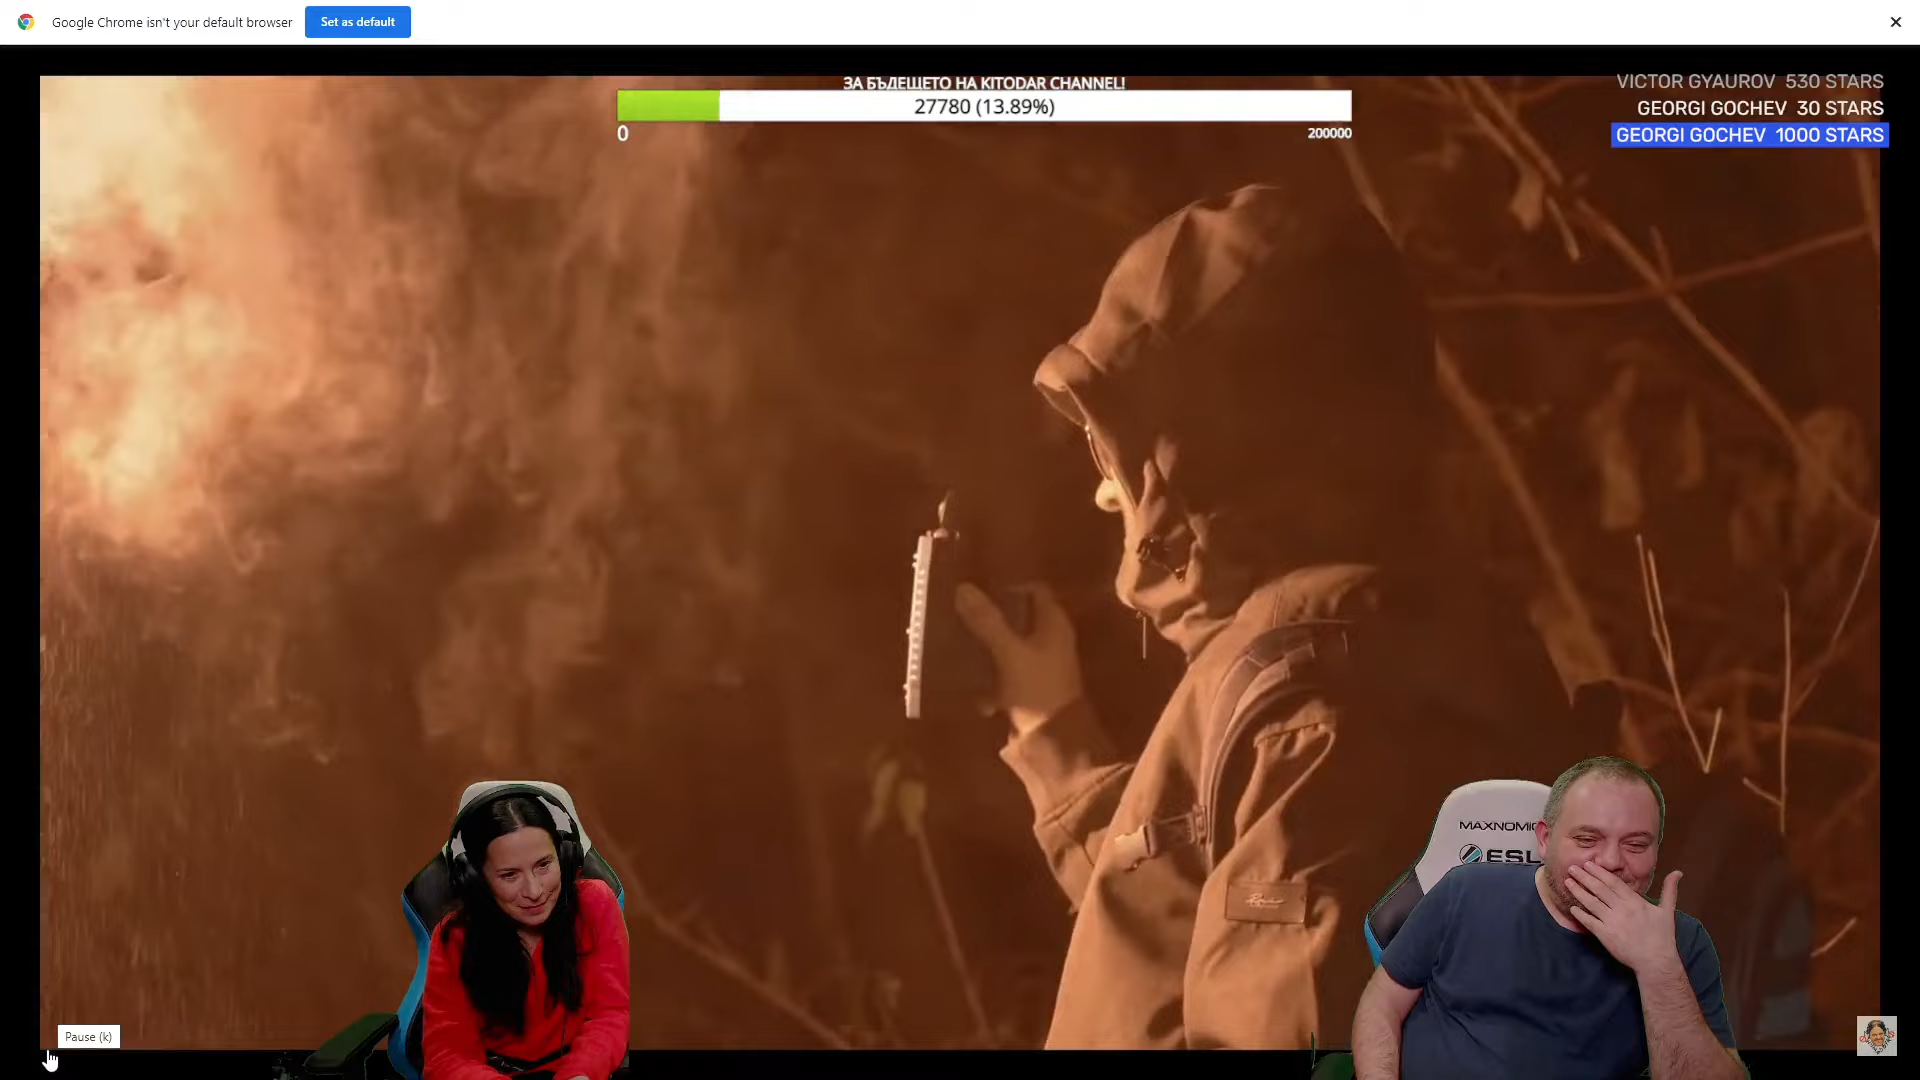 Google Chrome isn't your default browser
Set as default
ЗА БЪДЕЩЕТО НА KITODAR CHANNEL!
27780 (13.89%)
0
200000
VICTOR GYAUROV 530 STARS
GEORGI GOCHEV 30 STARS
GEORGI GOCHEV 1000 STARS
MAXNOMIC
ESL
Pause (k)